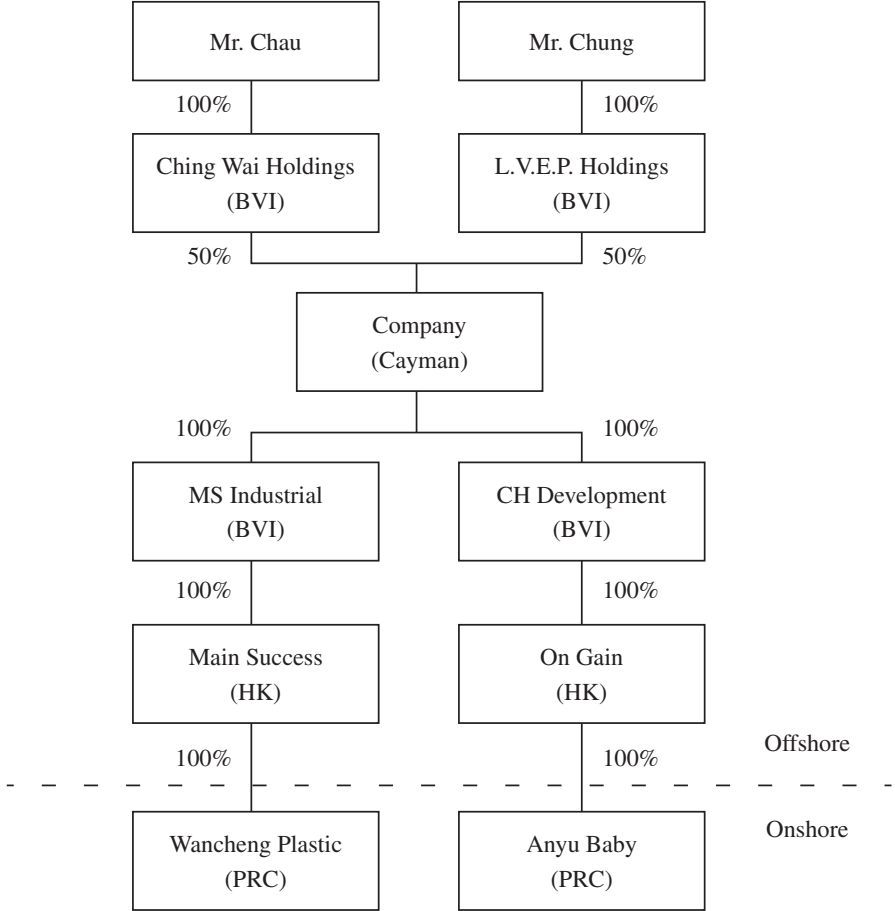 Mr. Chau
Mr. Chung
100%
100%
Ching Wai Holdings
(BVI)
L.V.E.P. Holdings
(BVI)
50%
50%
Company
(Cayman)
100%
100%
MS Industrial
(BVI)
CH Development
(BVI)
100%
100%
Main Success
(HK)
On Gain
(HK)
Offshore
100%
100%
Onshore
Wancheng Plastic
(PRC)
Anyu Baby
(PRC)